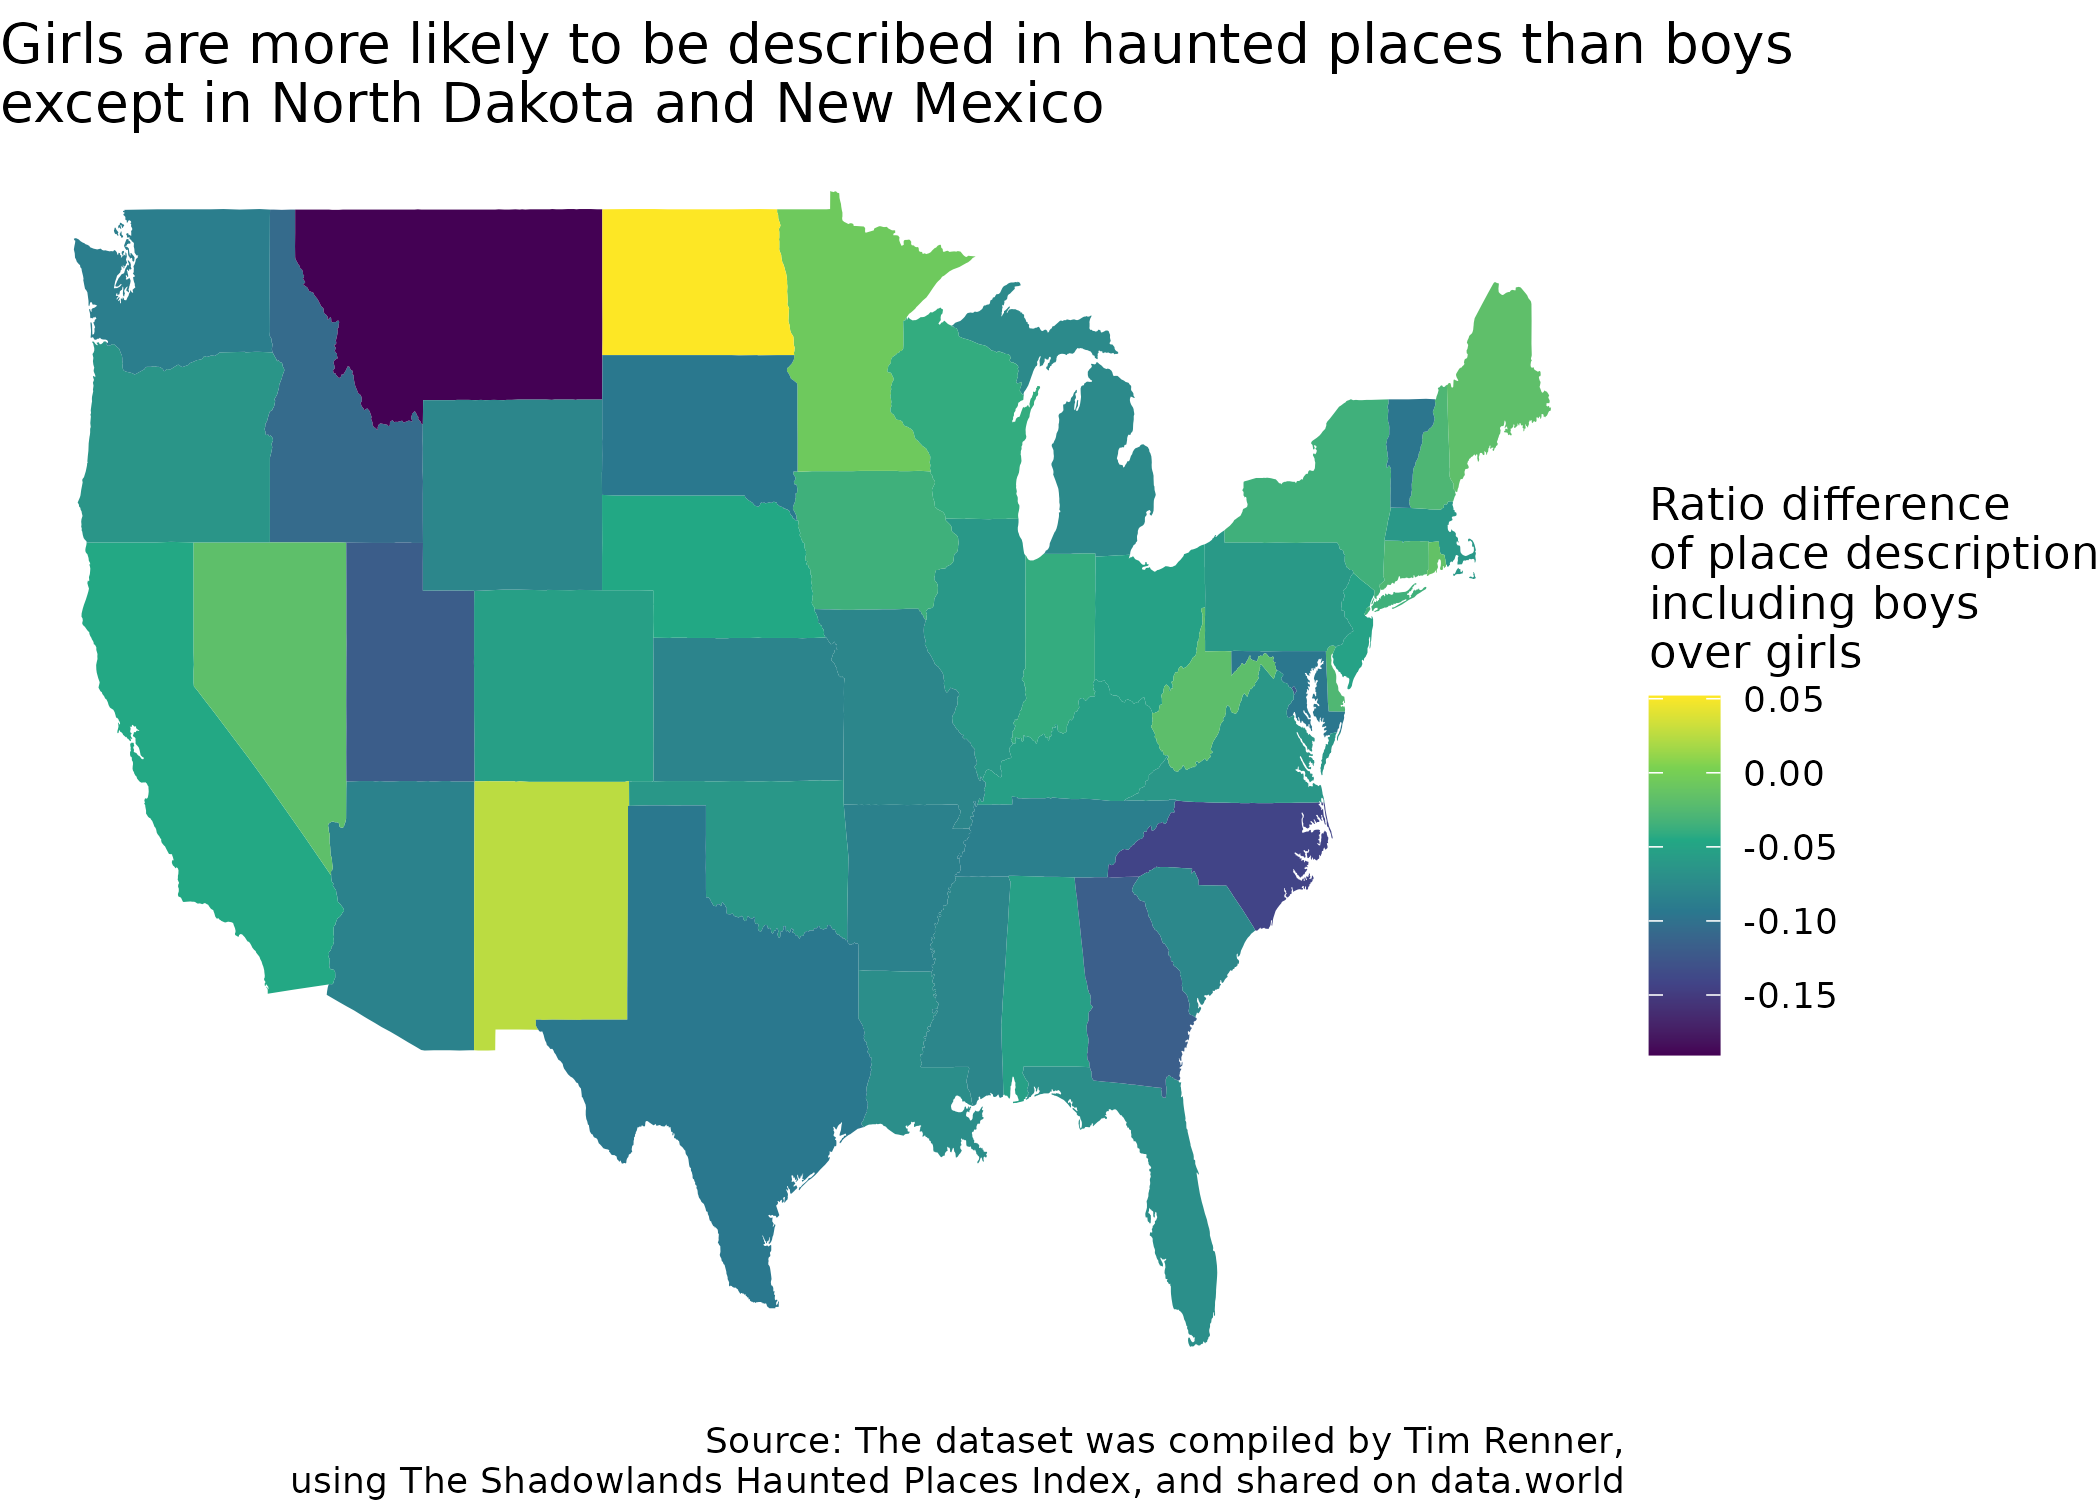 Girls are more likely to be described in haunted places than boys
except in North Dakota and New Mexico
Ratio difference
of place description
including boys
over girls
0.05
0.00
-0.05
-0.10
-0.15
Source: The dataset was compiled by Tim Renner,
using The Shadowlands Haunted Places Index, and shared on data.world